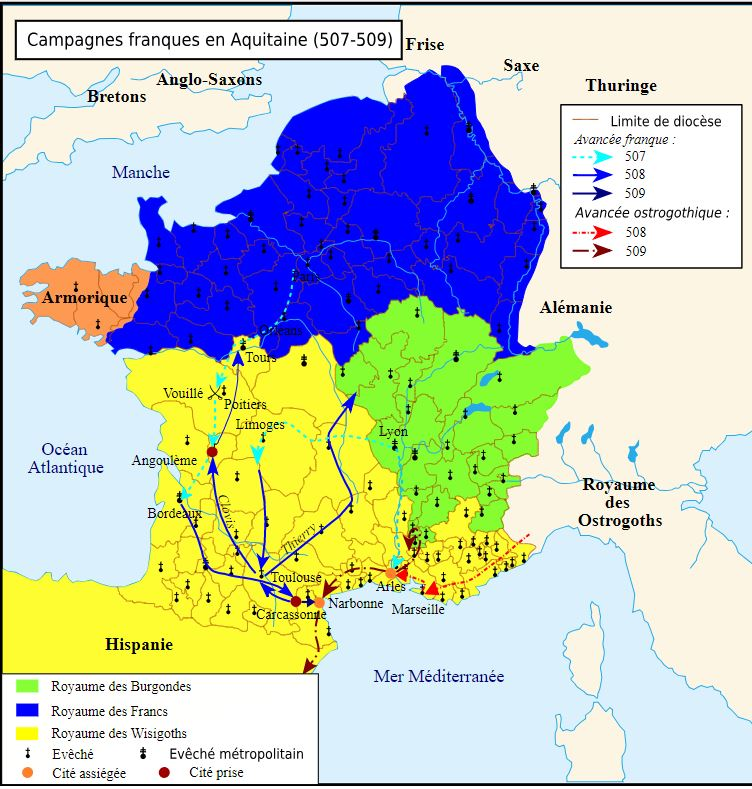 Campagnes franques en Aquitaine (507-509)
Frise
Saxe
Thuringe
Anglo-Saxons
Bretons
Limite de diocèse
Avancée franque :
507
508
509
Avancée ostrogothique :
508
509
Manche
Paris
Armorique
Alémanie
Orléans
Tours
Vouillé
Poitiers
Limoges
Lyon
Océan
Atlantique
Angoulême
Bordeaux
Clovis
Thierry
Royaume
des
Ostrogoths
Toulouse
Arles
Carcassonne
Narbonne
Marseille
Hispanie
Mer Méditerranée
Royaume des Burgondes
Royaume des Francs
Royaume des Wisigoths
Evêché
Evêché métropolitain
Cité assiégée
Cité prise